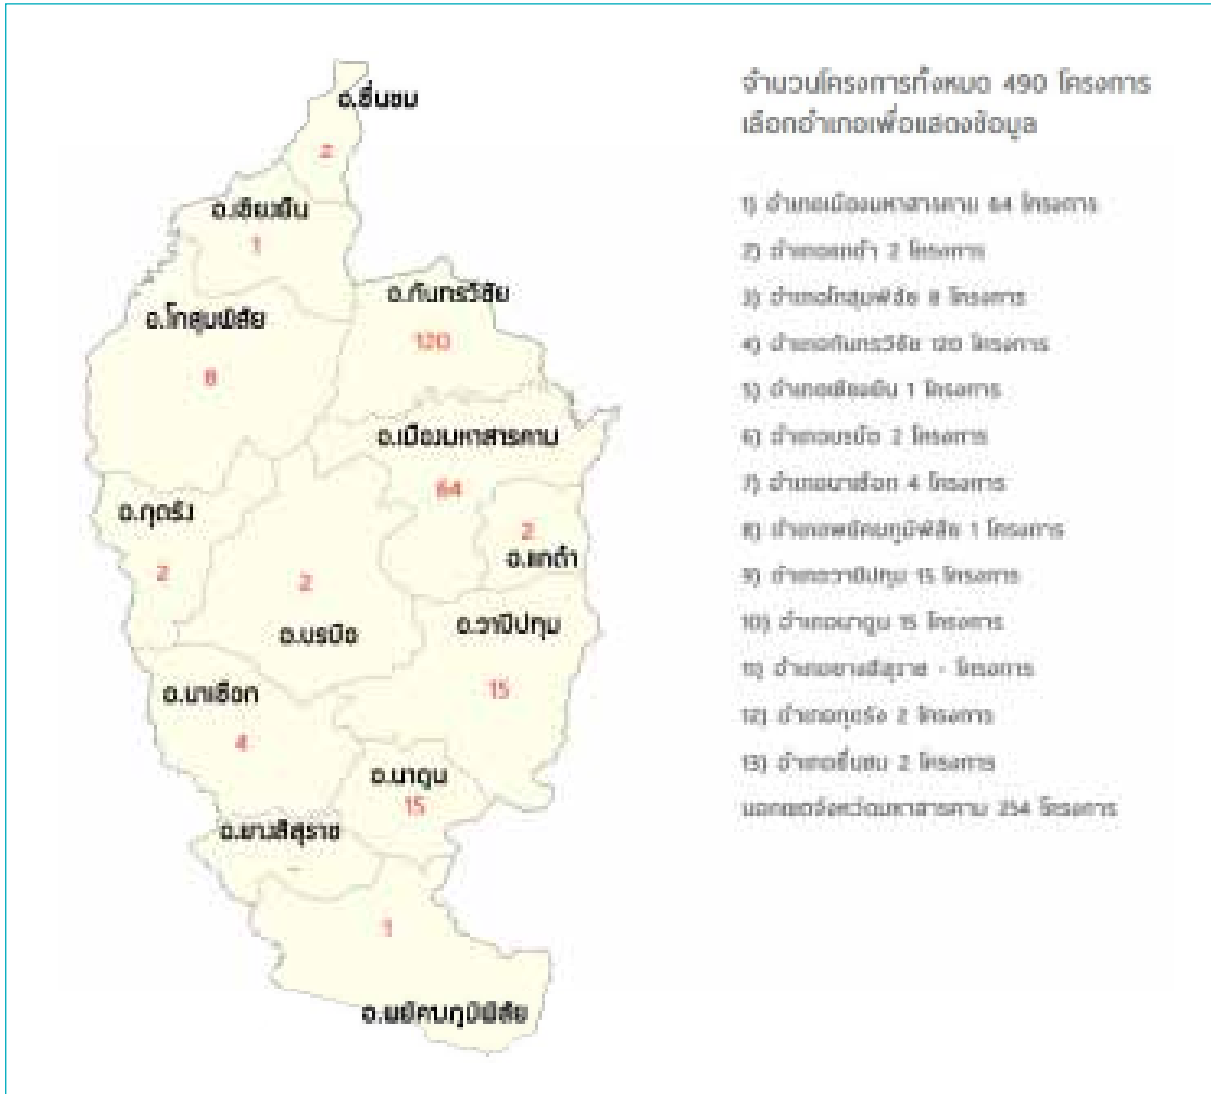 อ.ชื่นชม
2
อ.เชียงยืน
1
อ.กันทรวิชัย
120
อ.โกสุมพิสัย
8
อ.เมืองมหาสารคาม
64
อ.กุดรัง
2
2
อ.แกดำ
2
อ.บรบือ
อ.วาปีปทุม
15
อ.นาเชือก
4
อ.นาดูน
15
อ.ยางสีสุราช
-
1
อ.พยัคฆภูมิพิสัย
จำนวนโครงการทั้งหมด 490 โครงการ
เลือกอำเภอเพื่อแสดงข้อมูล
1) อำเภอเมืองมหาสารคาม 64 โครงการ
2) อำเภอแกดำ 2 โครงการ
3) อำเภอโกสุมพิสัย 8 โครงการ
4) อำเภอกันทรวิชัย 120 โครงการ
5) อำเภอเชียงยืน 1 โครงการ
6) อำเภอบรบือ 2 โครงการ
7) อำเภอนาเชือก 4 โครงการ
8) อำเภอพยัคฆภูมิพิสัย 1 โครงการ
9) อำเภอวาปีปทุม 15 โครงการ
10) อำเภอนาดูน 15 โครงการ
11) อำเภอยางสีสุราช - โครงการ
12) อำเภอกุดรัง 2 โครงการ
13) อำเภอชื่นชม 2 โครงการ
นอกเขตจังหวัดมหาสารคาม 254 โครงการ